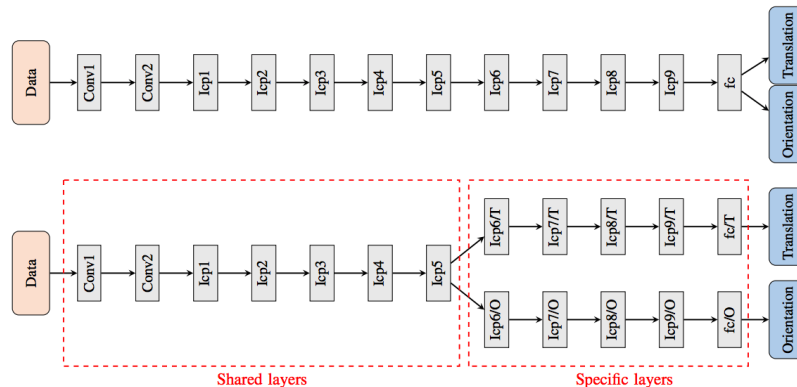 Data
Conv1
Conv2
Icp1
Icp2
Icp3
Icp4
Icp5
Icp6
Icp7
Icp8
Icp9
fc
Translation
Orientation
Data
Conv1
Conv2
Icp1
Icp2
Icp3
Icp4
Icp5
Icp6/T
Icp7/T
Icp8/T
Icp9/T
fc/T
Translation
Icp6/O
Icp7/O
Icp8/O
Icp9/O
fc/O
Orientation
Shared layers
Specific layers